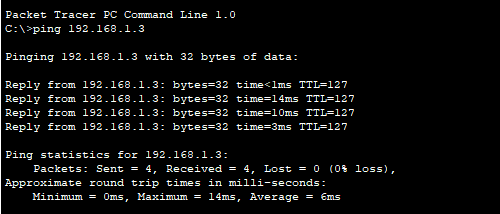 Packet Tracer PC Command Line 1.0
C:\>ping 192.168.1.3
Pinging 192.168.1.3 with 32 bytes of data:
Reply from 192.168.1.3: bytes=32 time<1ms TTL=127
Reply from 192.168.1.3: bytes=32 time=14ms TTL=127
Reply from 192.168.1.3: bytes=32 time=10ms TTL=127
Reply from 192.168.1.3: bytes=32 time=3ms TTL=127
Ping statistics for 192.168.1.3:
Packets: Sent = 4, Received = 4, Lost = 0 (0% loss),
Approximate round trip times in milli-seconds:
Minimum = 0ms, Maximum = 14ms, Average = 6ms